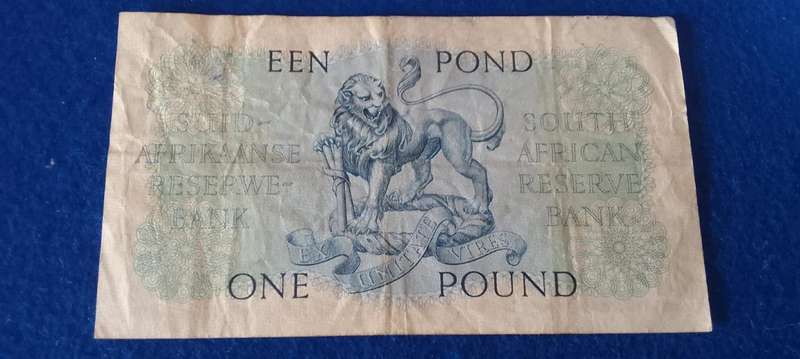 EEN POND
SUID-
AFRIKAANSE
RESERWE-
BANK
SOUTH
AFRICAN
RESERVE
BANK
EX UNITATE VIRES
ONE POUND